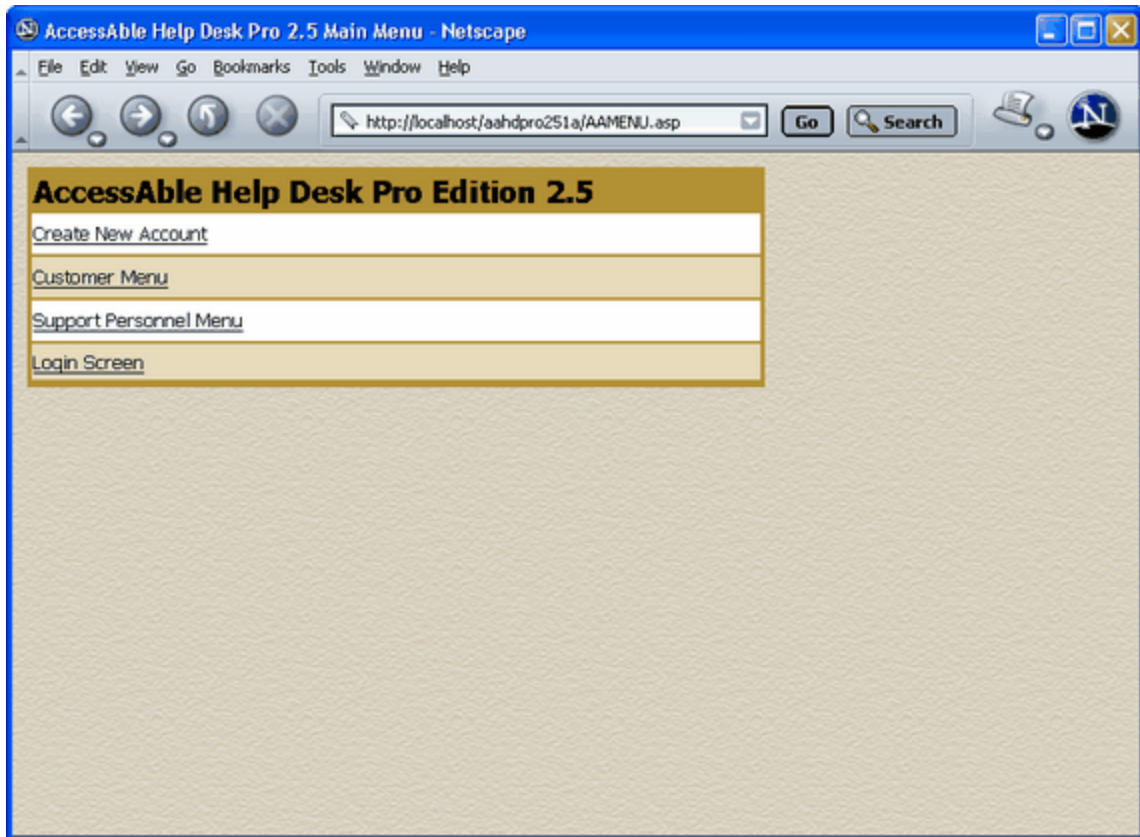 AccessAble Help Desk Pro 2.5 Main Menu - Netscape
File Edit View Go Bookmarks Tools Window Help
http://localhost/aahdpro251a/AAMENU.asp Go Search N
AccessAble Help Desk Pro Edition 2.5
Create New Account
Customer Menu
Support Personnel Menu
Login Screen